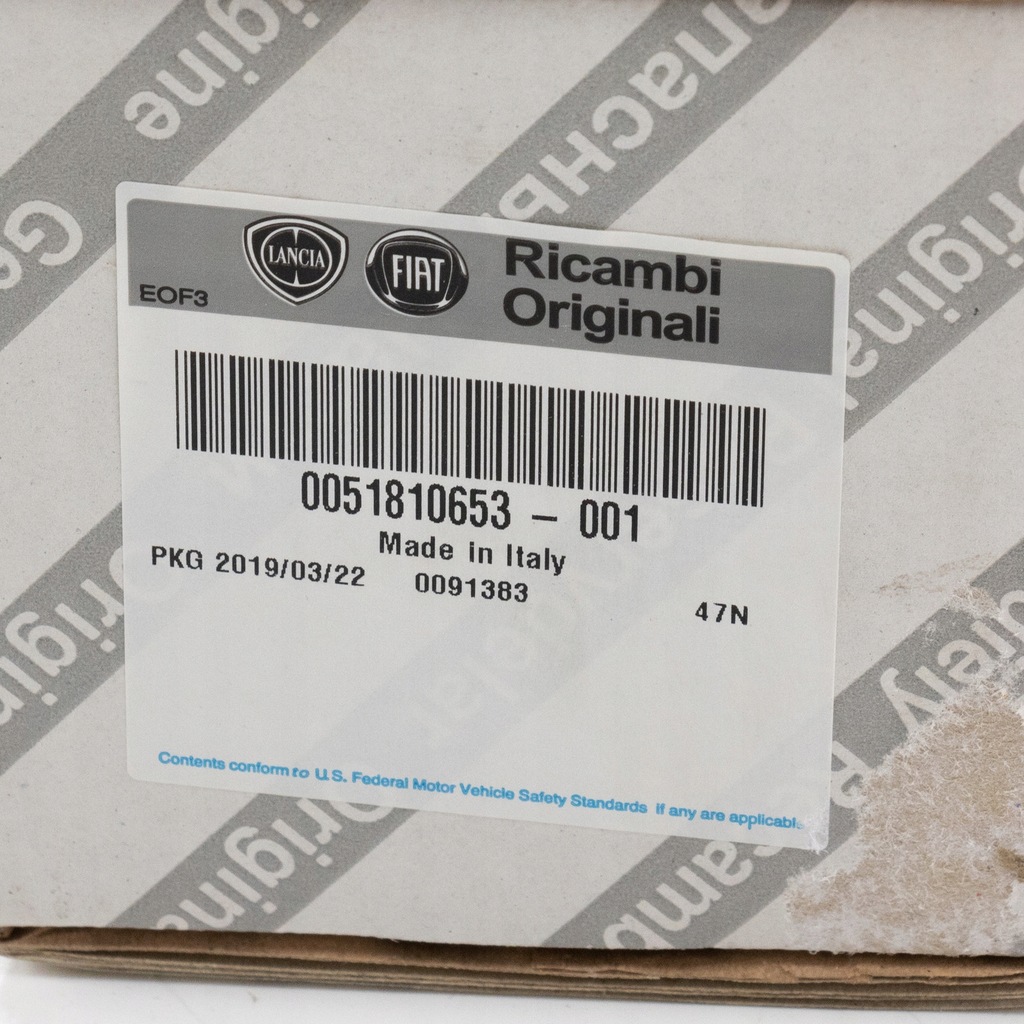 LANCIA
FIAT
Ricambi
Originali
EOF3
0051810653 - 001
Made in Italy
PKG 2019/03/22 0091383
47N
Contents conform to U.S. Federal Motor Vehicle Safety Standards if any are applicable